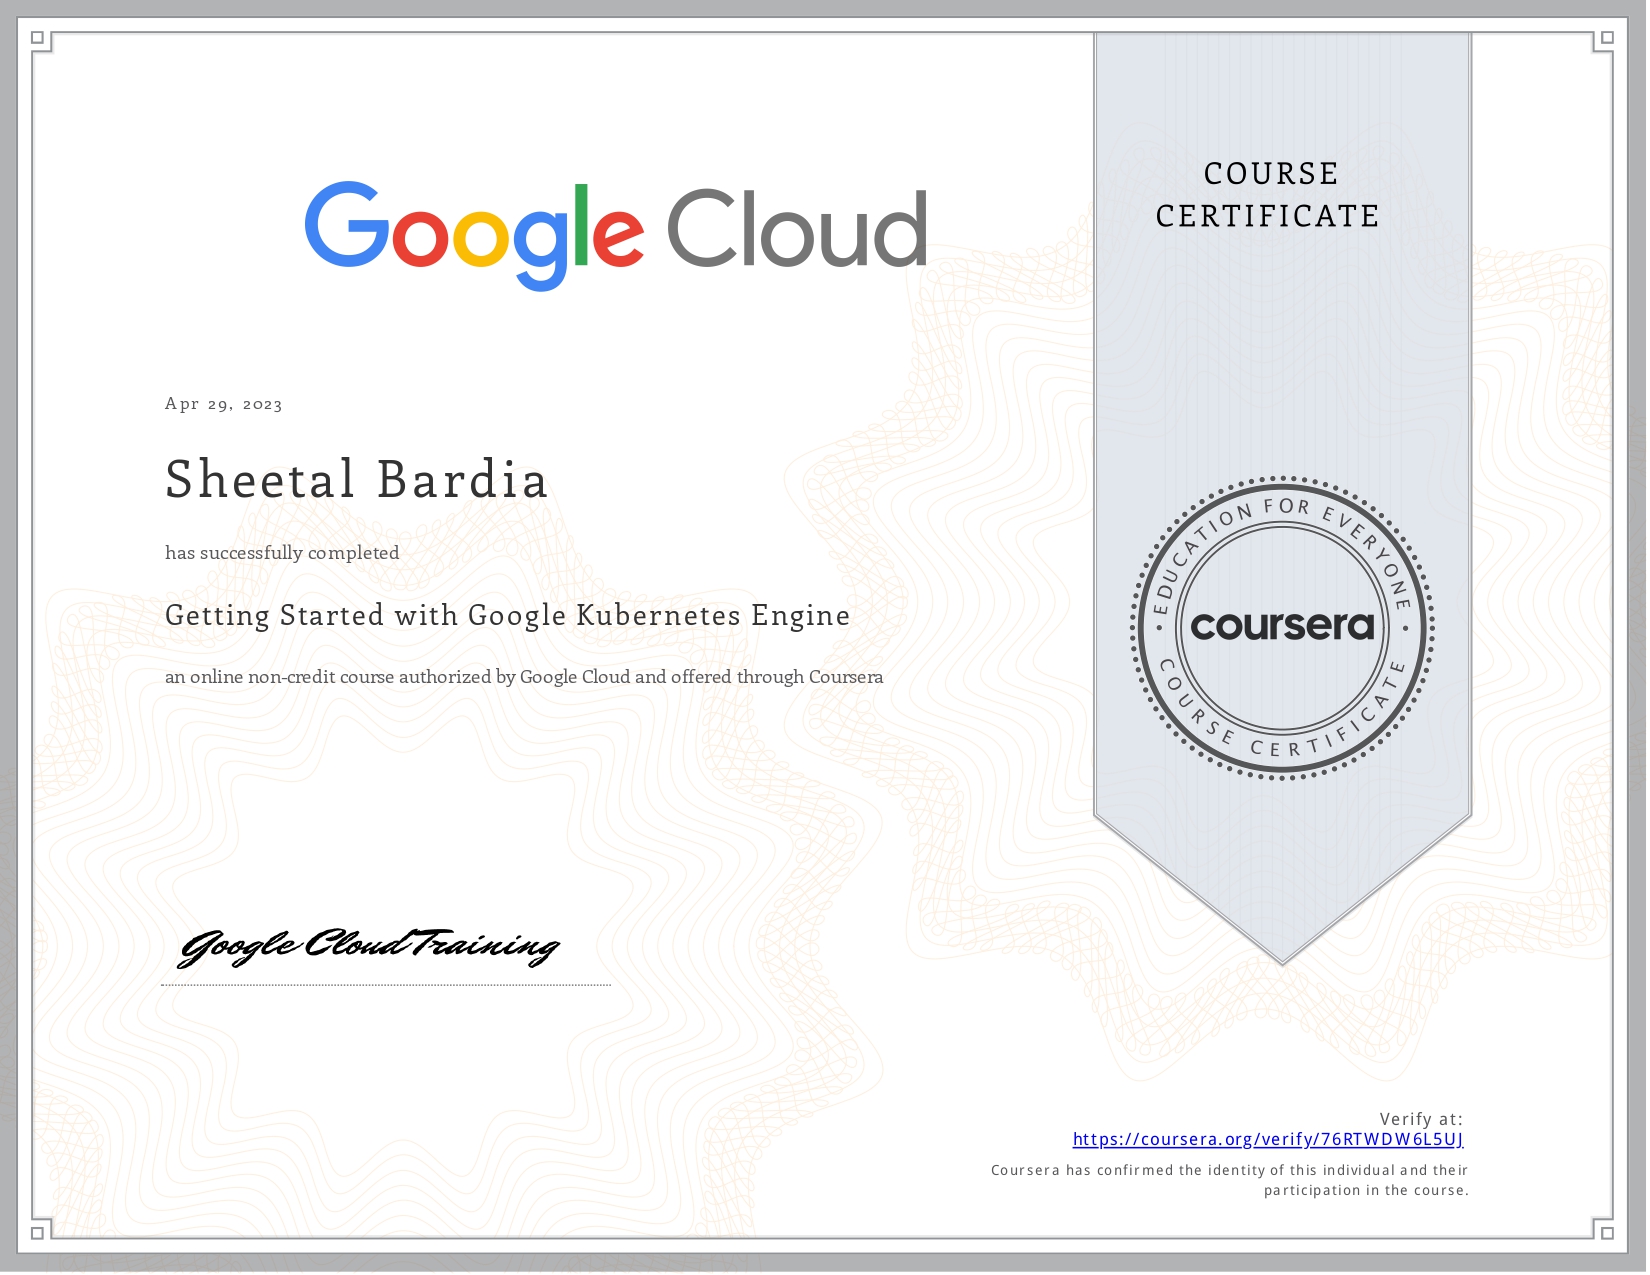 Google Cloud
COURSE
CERTIFICATE
Apr 29, 2023
Sheetal Bardia
has successfully completed
Getting Started with Google Kubernetes Engine
an online non-credit course authorized by Google Cloud and offered through Coursera
EDUCATION FOR EVERYONE
coursera
COURSE CERTIFICATE
Google Cloud Training
Verify at:
https://coursera.org/verify/76RTWDW6L5UJ
Coursera has confirmed the identity of this individual and their
participation in the course.